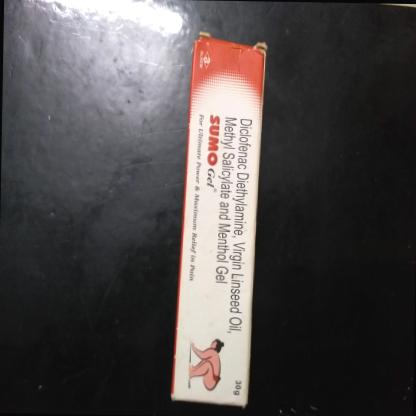 Diclofenac Diethylamine, Virgin Linseed Oil,
Methyl Salicylate and Menthol Gel
SUMO Gel®
For Ultimate Power & Maximum Relief in Pain
30g